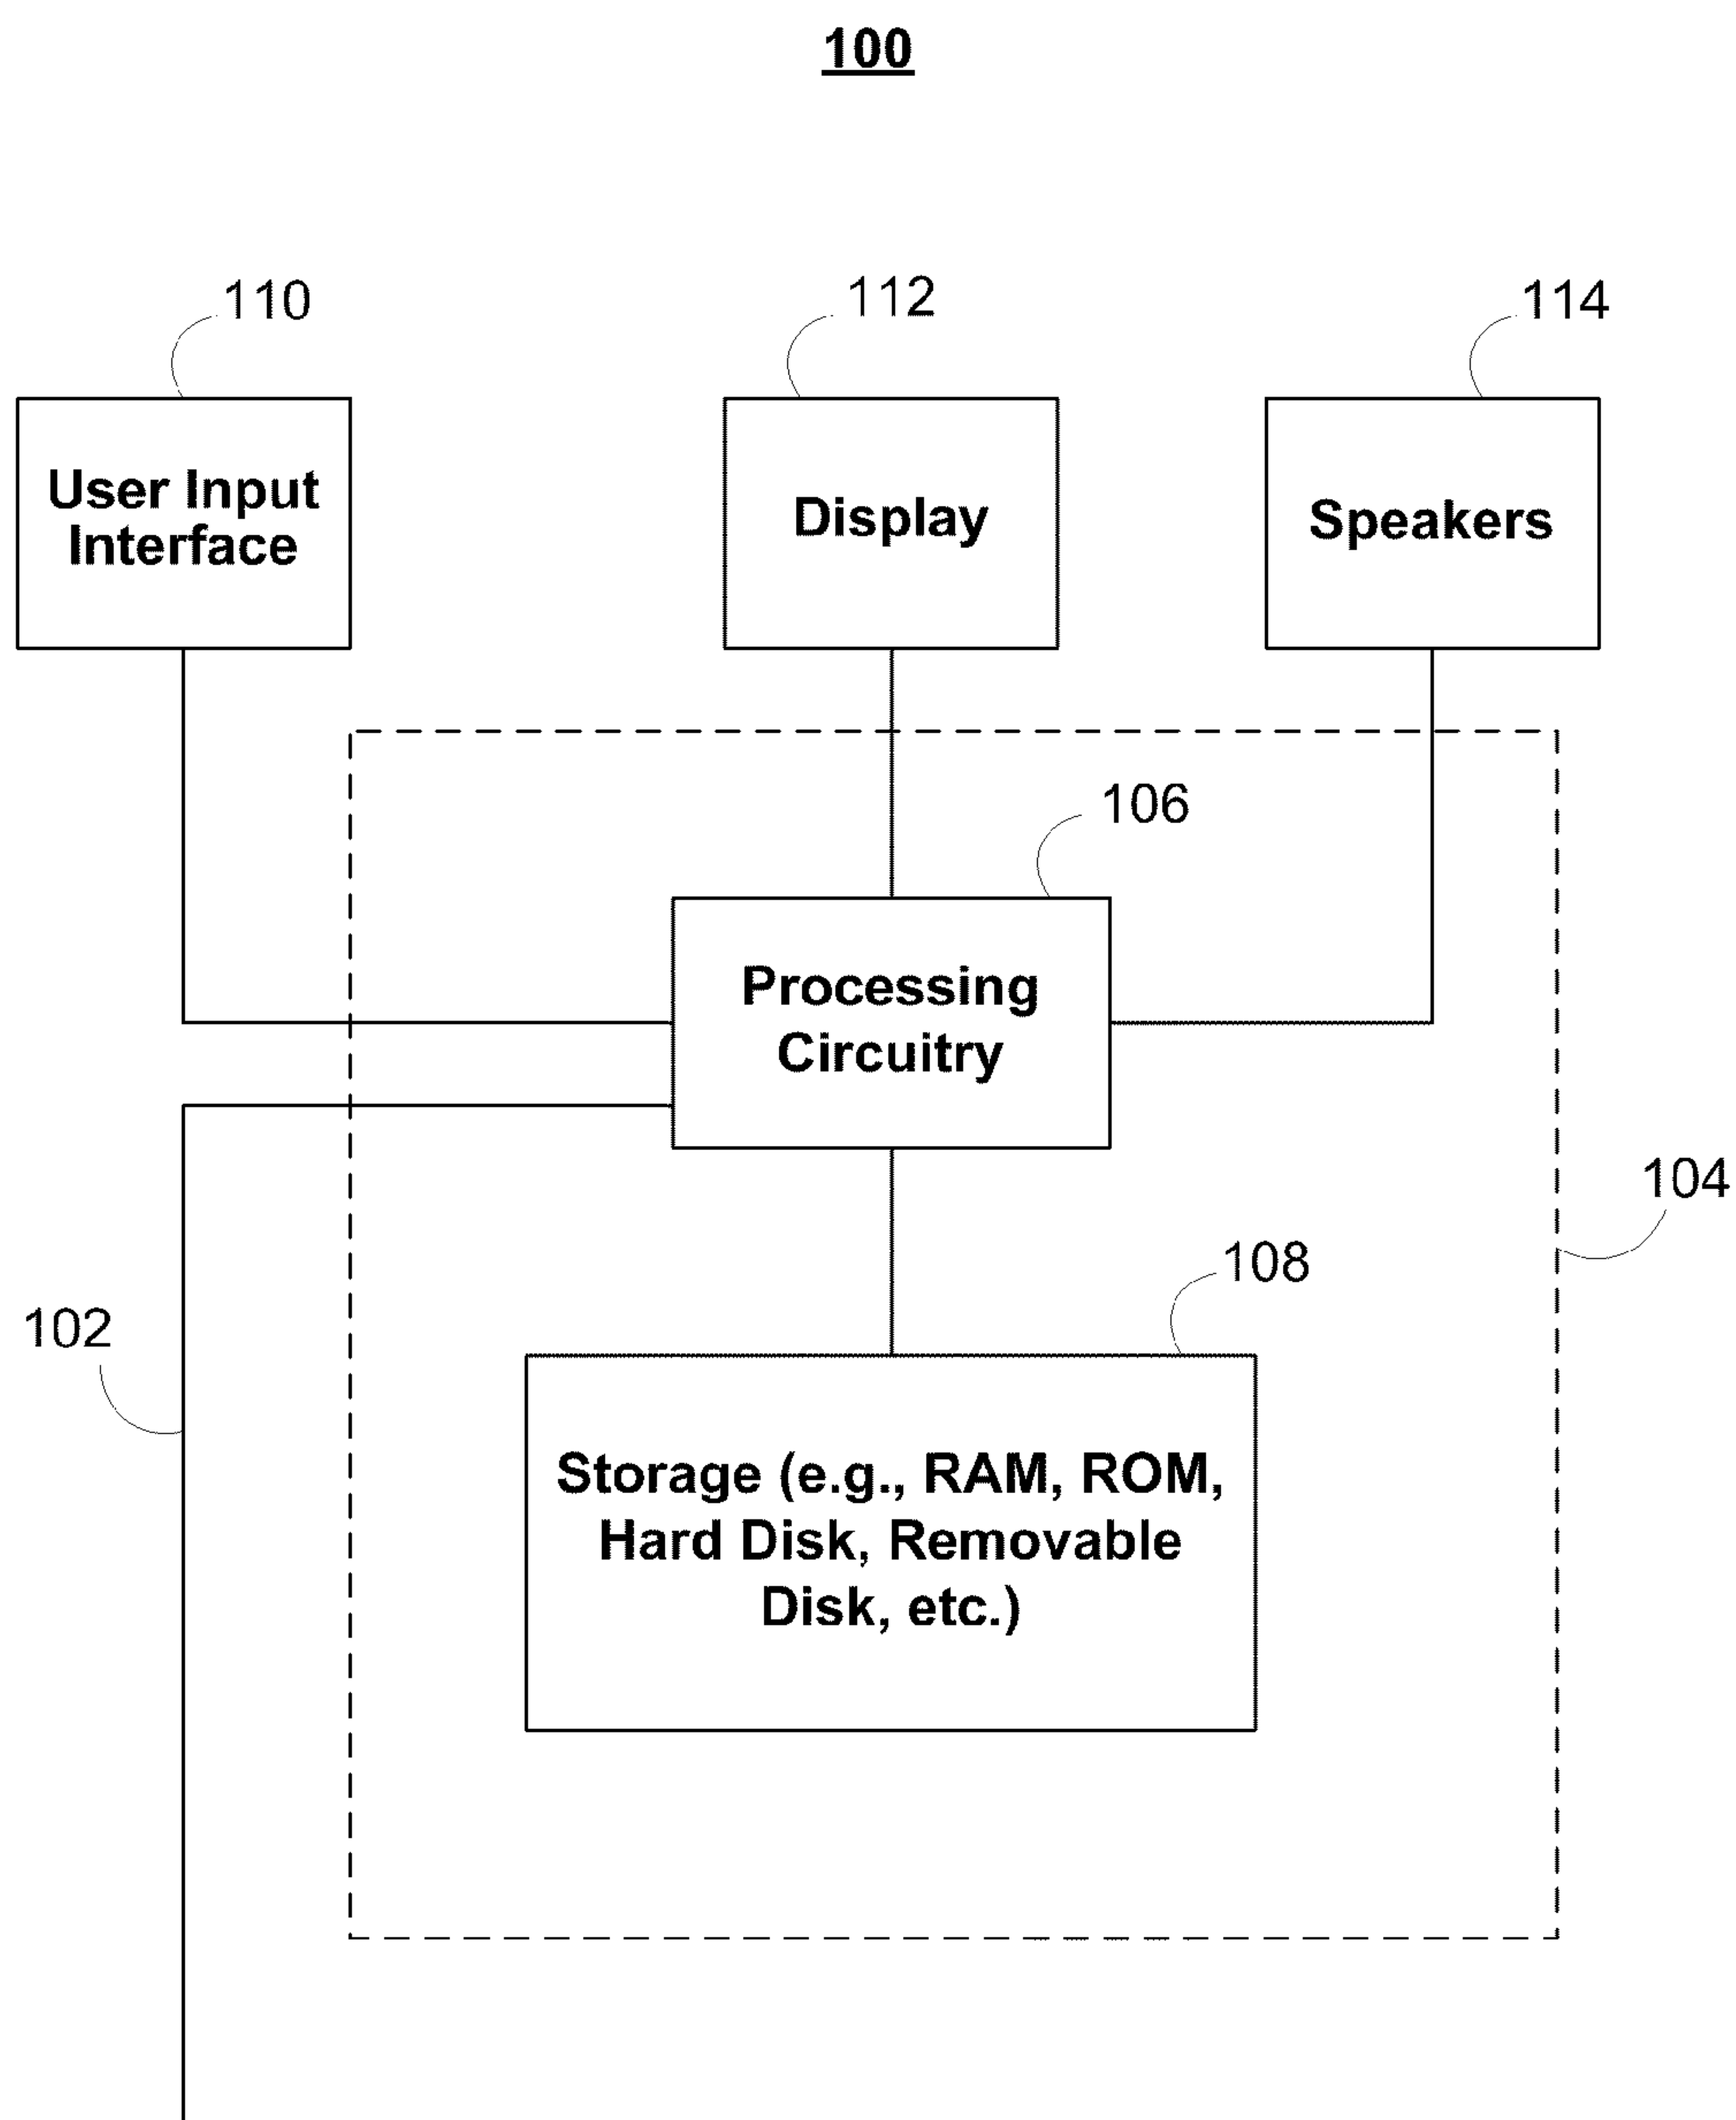 100
110
112
114
User Input
Interface
Display
Speakers
106
Processing
Circuitry
104
108
102
Storage (e.g., RAM, ROM,
Hard Disk, Removable
Disk, etc.)